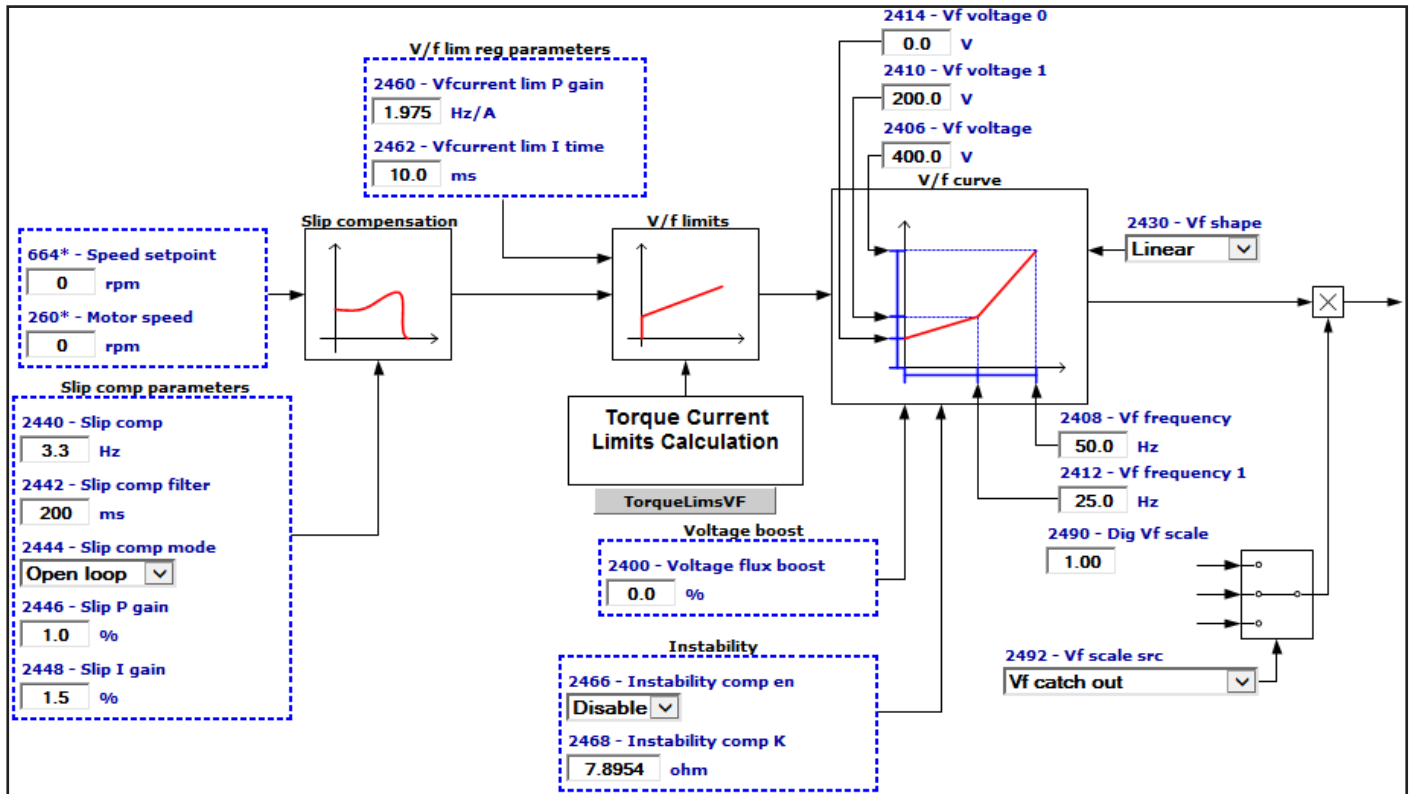 V/f lim reg parameters
2460 - Vfcurrent lim P gain
1.975 Hz/A
2462 - Vfcurrent lim I time
10.0 ms
2414 - Vf voltage 0
0.0 V
2410 - Vf voltage 1
200.0 V
2406 - Vf voltage
400.0 V
Slip compensation
V/f limits
V/f curve
2430 - Vf shape
Linear
664* - Speed setpoint
0 rpm
260* - Motor speed
0 rpm
Slip comp parameters
2440 - Slip comp
3.3 Hz
2442 - Slip comp filter
200 ms
2444 - Slip comp mode
Open loop
2446 - Slip P gain
1.0 %
2448 - Slip I gain
1.5 %
Torque Current
Limits Calculation
TorqueLimsVF
Voltage boost
2400 - Voltage flux boost
0.0 %
Instability
2466 - Instability comp en
Disable
2468 - Instability comp K
7.8954 ohm
2408 - Vf frequency
50.0 Hz
2412 - Vf frequency 1
25.0 Hz
2490 - Dig Vf scale
1.00
2492 - Vf scale src
Vf catch out